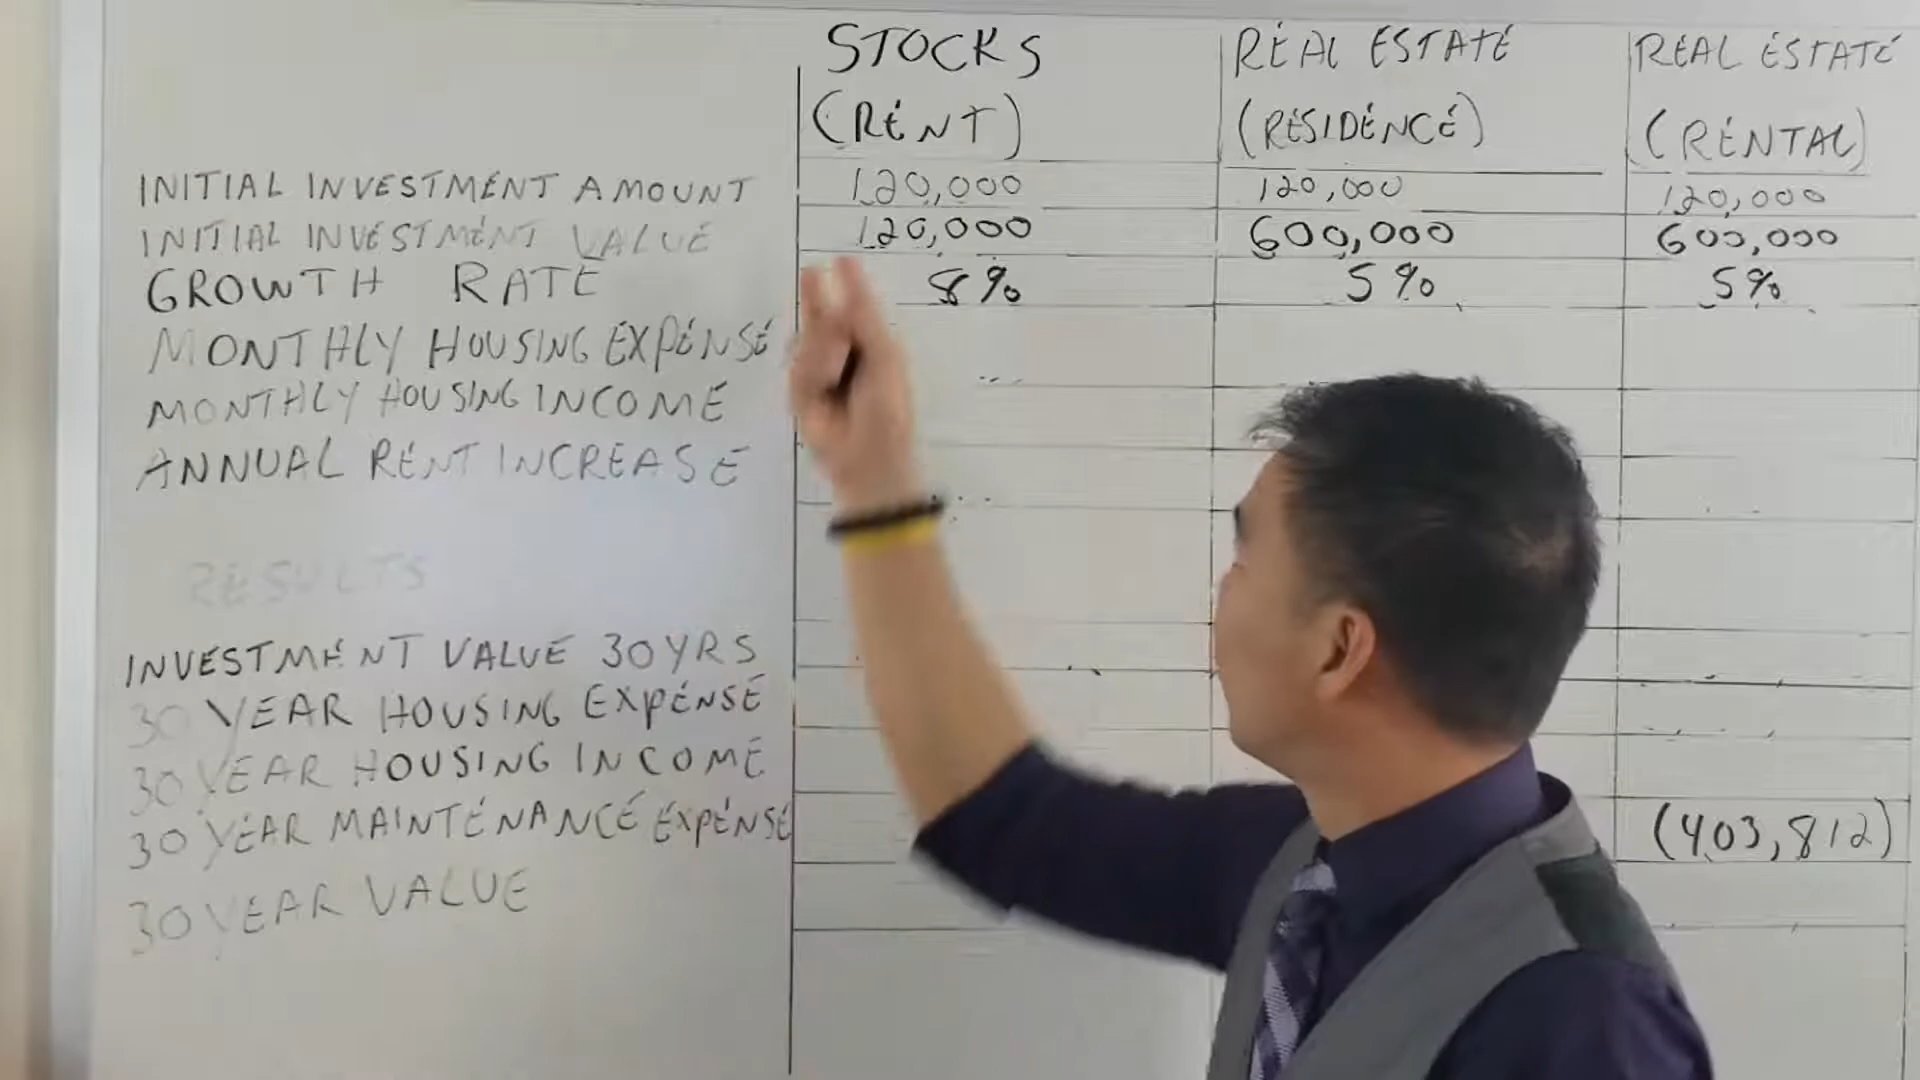 STOCKS REAL ESTATE REAL ESTATE
(RENT) (RESIDENCE) (RENTAL)
INITIAL INVESTMENT AMOUNT 120,000 120,000 120,000
INITIAL INVESTMENT VALUE 120,000 600,000 600,000
GROWTH RATE 8% 5% 5%
MONTHLY HOUSING EXPENSE
MONTHLY HOUSING INCOME
ANNUAL RENT INCREASE
RESULTS
INVESTMENT VALUE 30YRS
30 YEAR HOUSING EXPENSE
30 YEAR HOUSING INCOME
30 YEAR MAINTENANCE EXPENSE (403,812)
30 YEAR VALUE